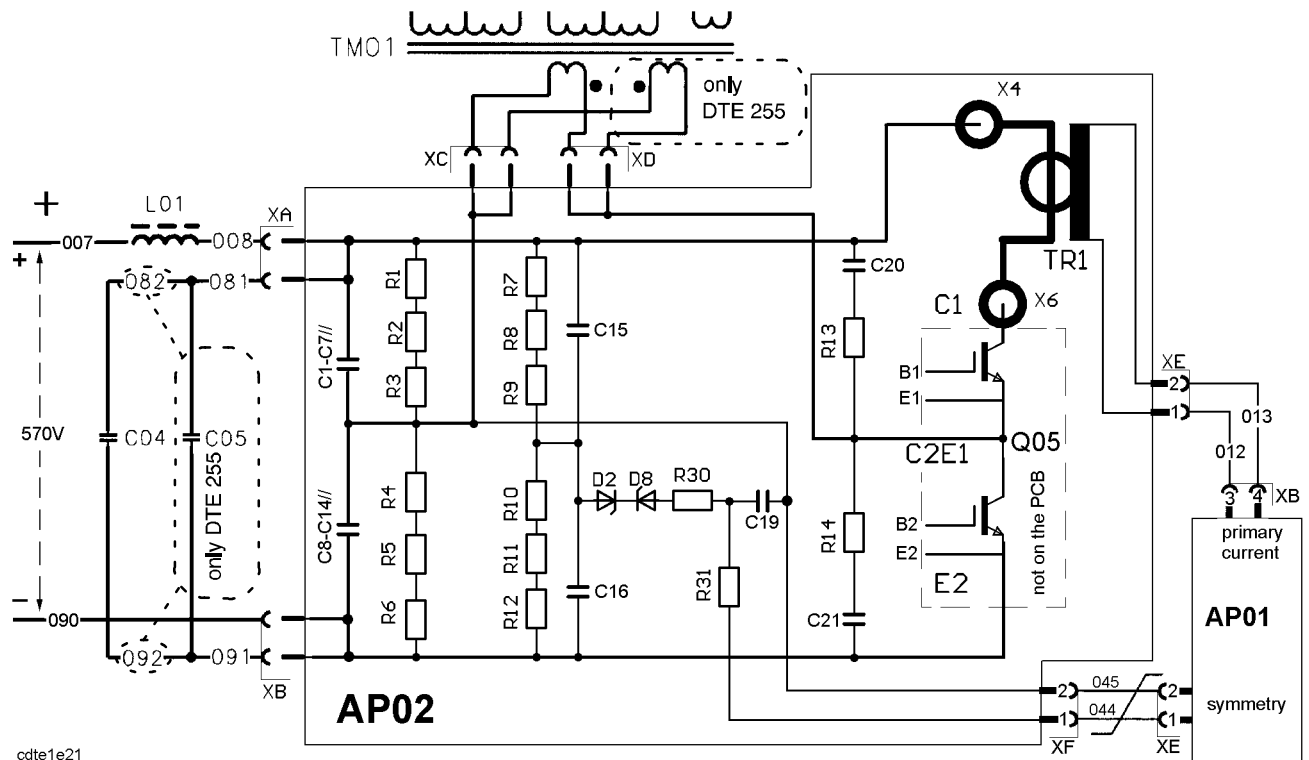 TM01
only
DTE 255
X4
XC
XD
+
L01
XA
007
008
+
082
081
TR1
C20
C1
X6
R1
R2
R3
R7
R8
R9
C15
C1-C7//
R13
B1
E1
XE
2
1
013
012
570V
C04
C05
only DTE 255
C2E1
Q05
D2
D8
R30
C19
R4
R5
R6
R10
R11
R12
C8-C14//
C16
R31
R14
C21
B2
E2
E2
not on the PCB
3
4
XB
primary
current
AP01
−
090
092
091
XB
AP02
2
045
2
symmetry
1
044
1
XF
XE
cdte1e21